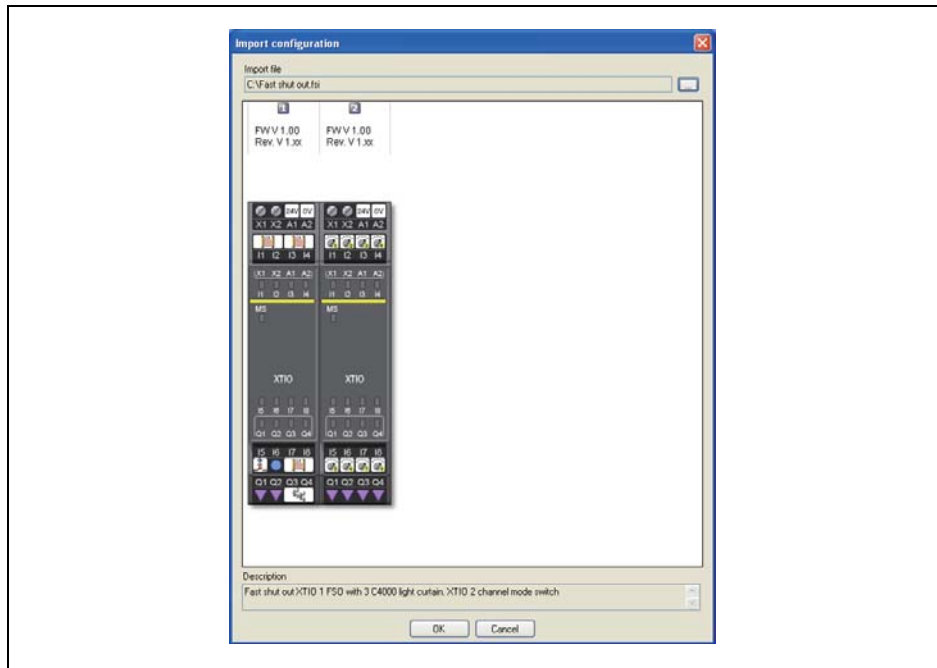 Import configuration
Import file
C:\Fast shut out.fsi
...
1 2
FW V 1.00 FW V 1.00
Rev. V 1.xx Rev. V 1.xx
24V 0V 24V 0V
X1 X2 A1 A2 X1 X2 A1 A2
I1 I2 I3 I4 I1 I2 I3 I4
(X1 X2 A1 A2) (X1 X2 A1 A2)
I1 I2 I3 I4 I1 I2 I3 I4
MS MS
XTIO XTIO
I5 I6 I7 I8 I5 I6 I7 I8
Q1 Q2 Q3 Q4 Q1 Q2 Q3 Q4
I5 I6 I7 I8 I5 I6 I7 I8
Q1 Q2 Q3 Q4 Q1 Q2 Q3 Q4
Description
Fast shut out XTIO 1 FSO with 3 C4000 light curtain, XTIO 2 channel mode switch
OK Cancel